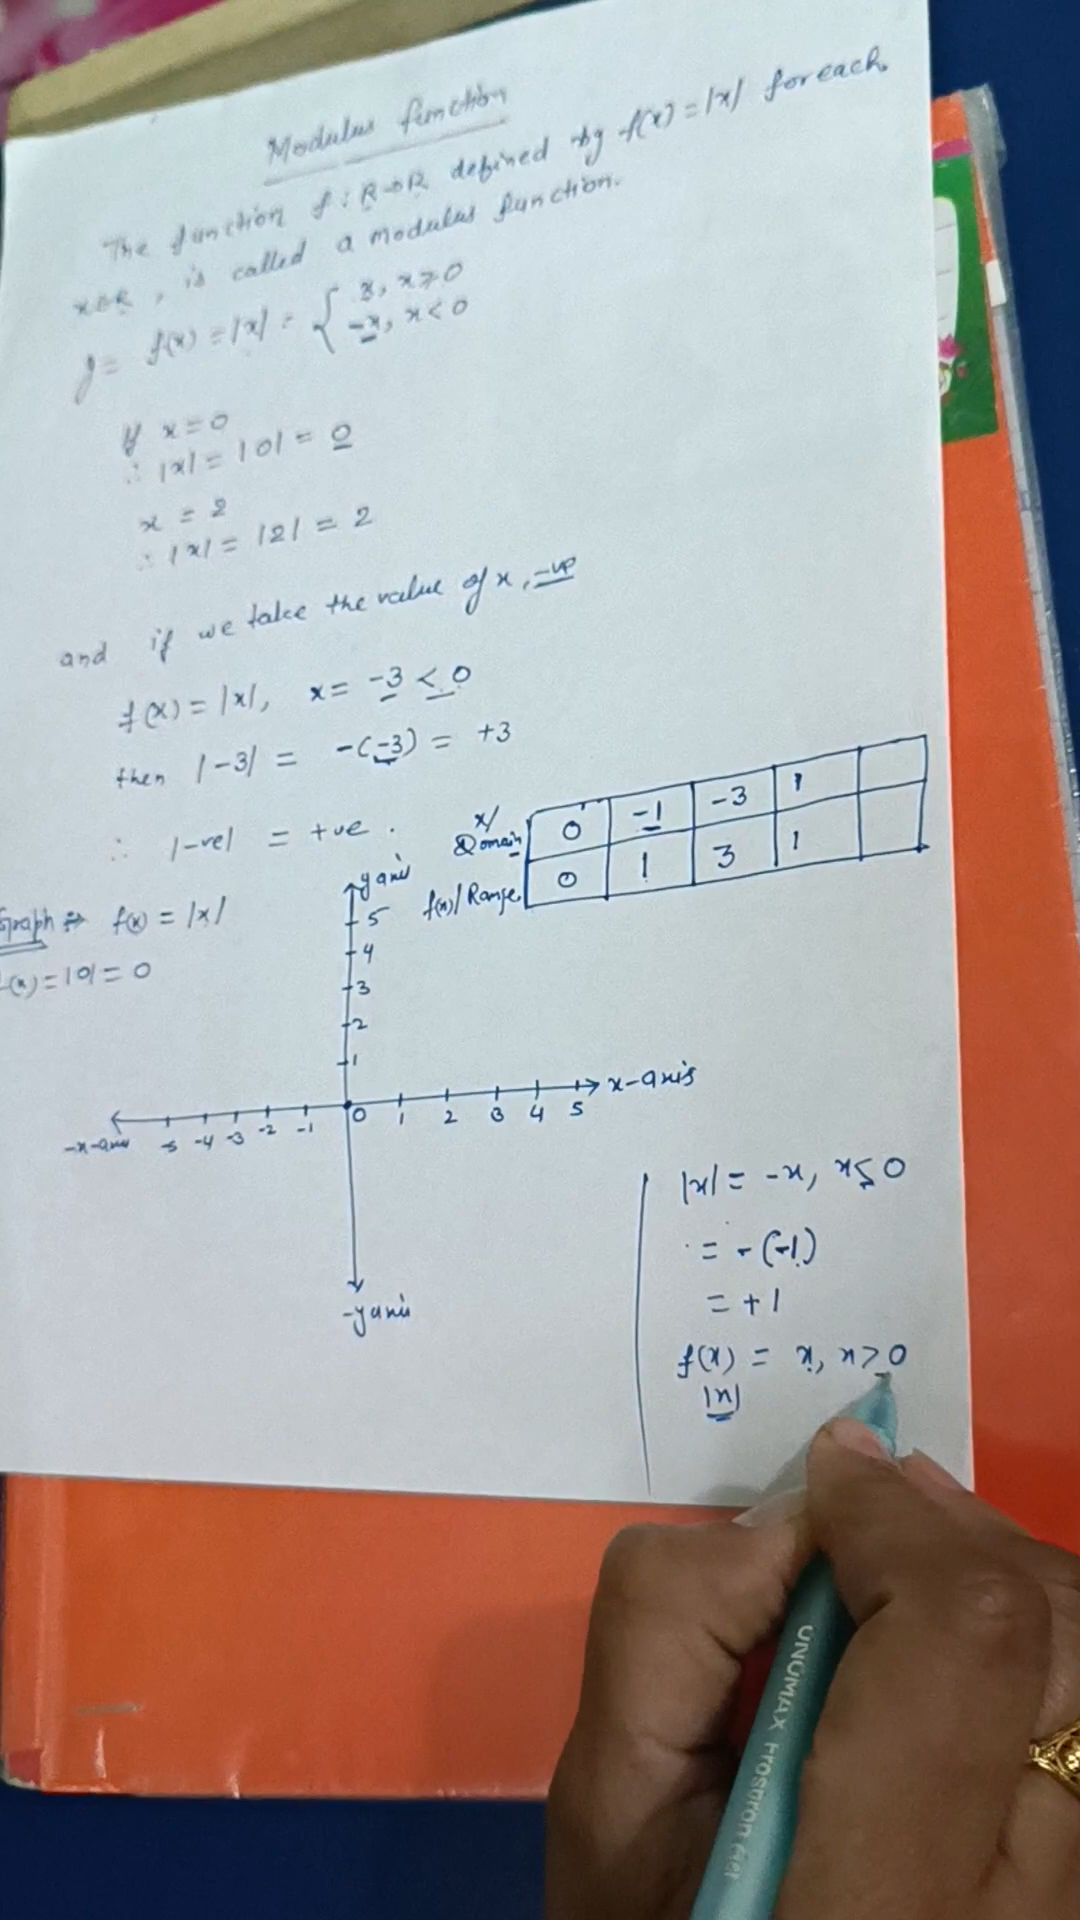 Modulus function
The function f : R→R defined by f(x) = |x| for each
x∈R, is called a modulus function.
y = f(x) = |x| = { x, x ≥ 0
-x, x < 0
If x = 0
∴ |x| = |0| = 0
x = 2
∴ |x| = |2| = 2
and if we take the value of x, -ve
f(x) = |x|, x = -3 < 0
then |-3| = -(-3) = +3
∴ |-ve| = +ve.
x/Domain 0 -1 -3 1
f(x)/Range 0 1 3 1
Graph ⇒ f(x) = |x|
f(x) = |0| = 0
y axis
5
4
3
2
1
-x-axis -5 -4 -3 -2 -1 0 1 2 3 4 5 x-axis
-y axis
|x| = -x, x ≤ 0
= -(-1)
= +1
f(x) = x, x > 0
|x|
UNOMAX